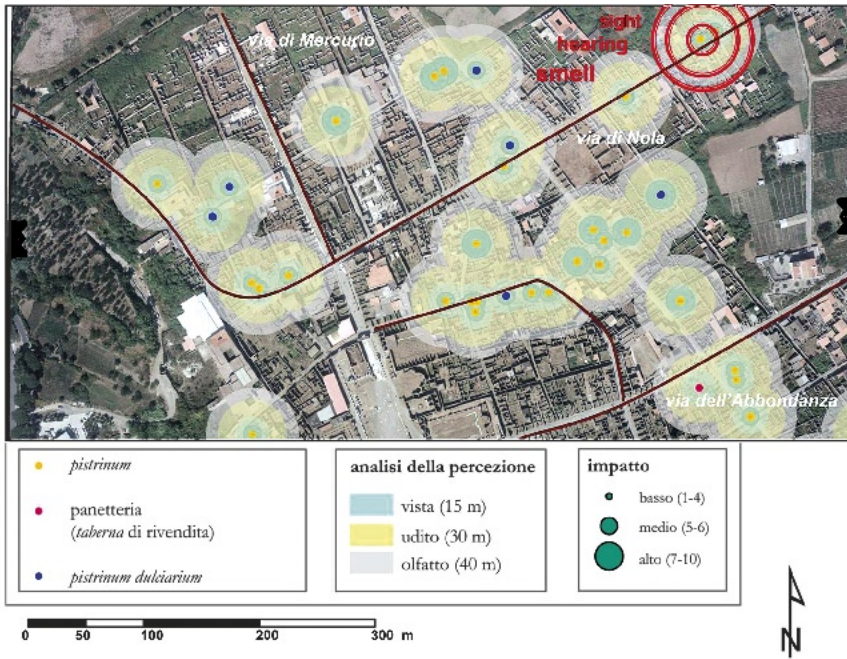 sight
via di Mercurio
hearing
smell
via di Nola
via dell'Abbondanza
pistrinum
panetteria
(taberna di rivendita)
pistrinum dulciarium
analisi della percezione
vista (15 m)
udito (30 m)
olfatto (40 m)
impatto
basso (1-4)
medio (5-6)
alto (7-10)
0 50 100 200 300 m
N